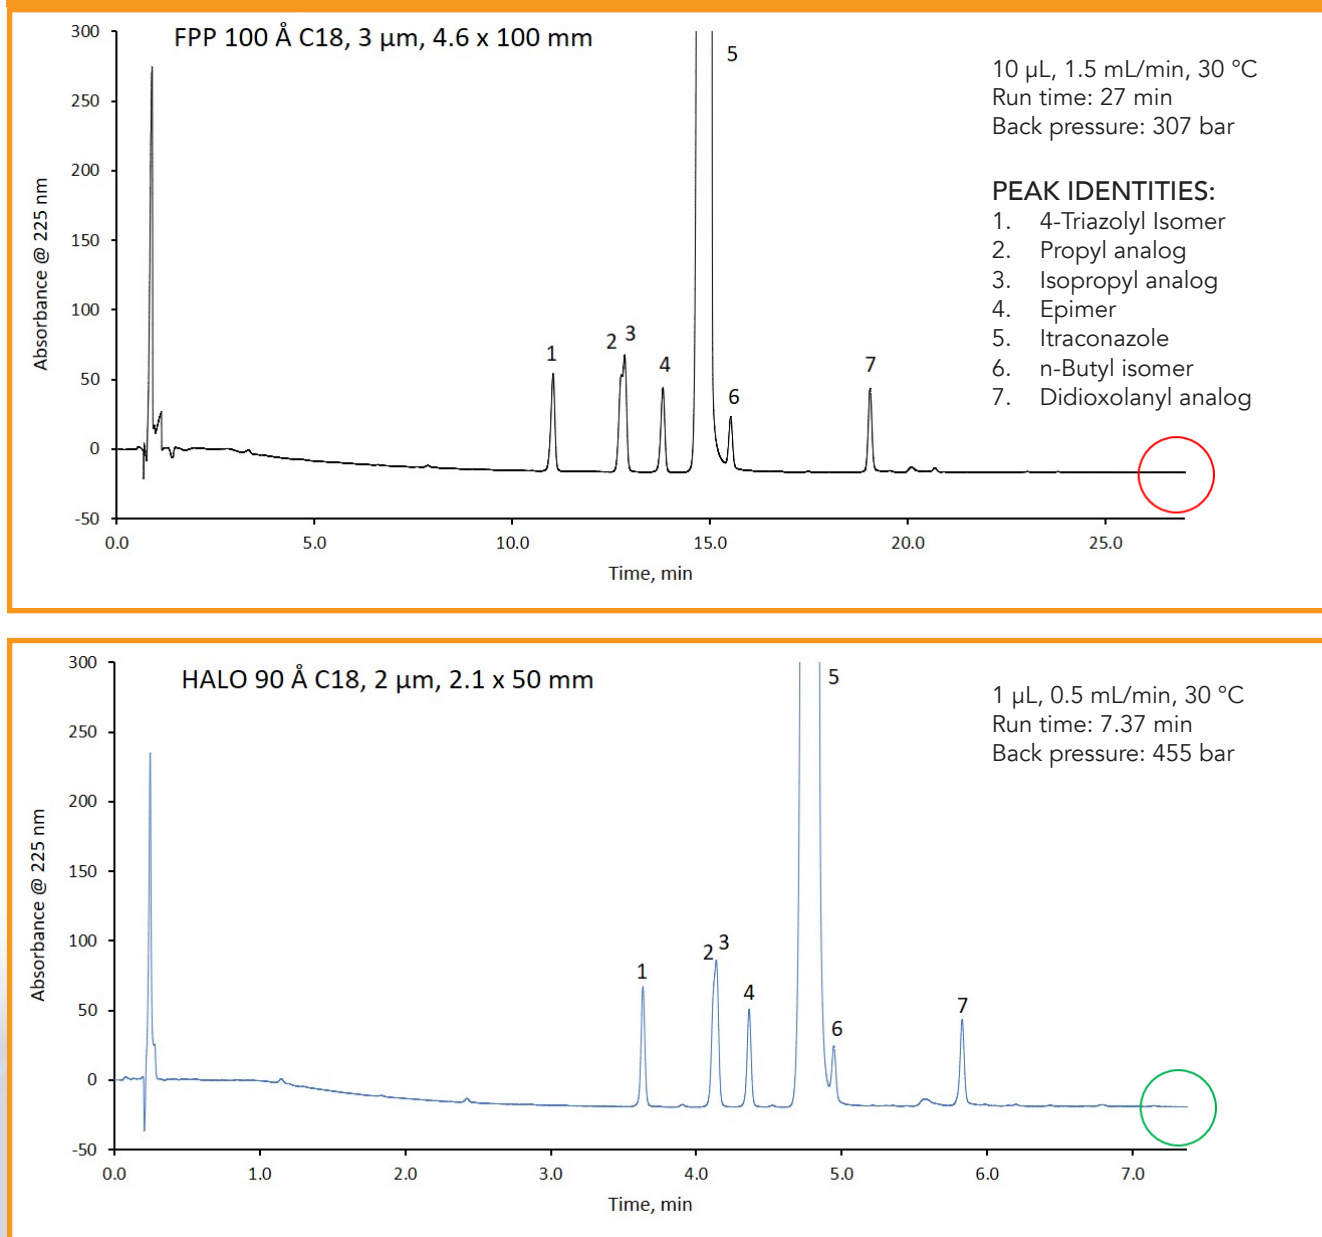 FPP 100 Å C18, 3 µm, 4.6 x 100 mm
10 µL, 1.5 mL/min, 30 °C
Run time: 27 min
Back pressure: 307 bar
PEAK IDENTITIES:
1. 4-Triazolyl Isomer
2. Propyl analog
3. Isopropyl analog
4. Epimer
5. Itraconazole
6. n-Butyl isomer
7. Didioxolanyl analog
Absorbance @ 225 nm
300
250
200
150
100
50
0
-50
1
2
3
4
5
6
7
0.0
5.0
10.0
15.0
20.0
25.0
Time, min
HALO 90 Å C18, 2 µm, 2.1 x 50 mm
1 µL, 0.5 mL/min, 30 °C
Run time: 7.37 min
Back pressure: 455 bar
Absorbance @ 225 nm
300
250
200
150
100
50
0
-50
1
2
3
4
5
6
7
0.0
1.0
2.0
3.0
4.0
5.0
6.0
7.0
Time, min